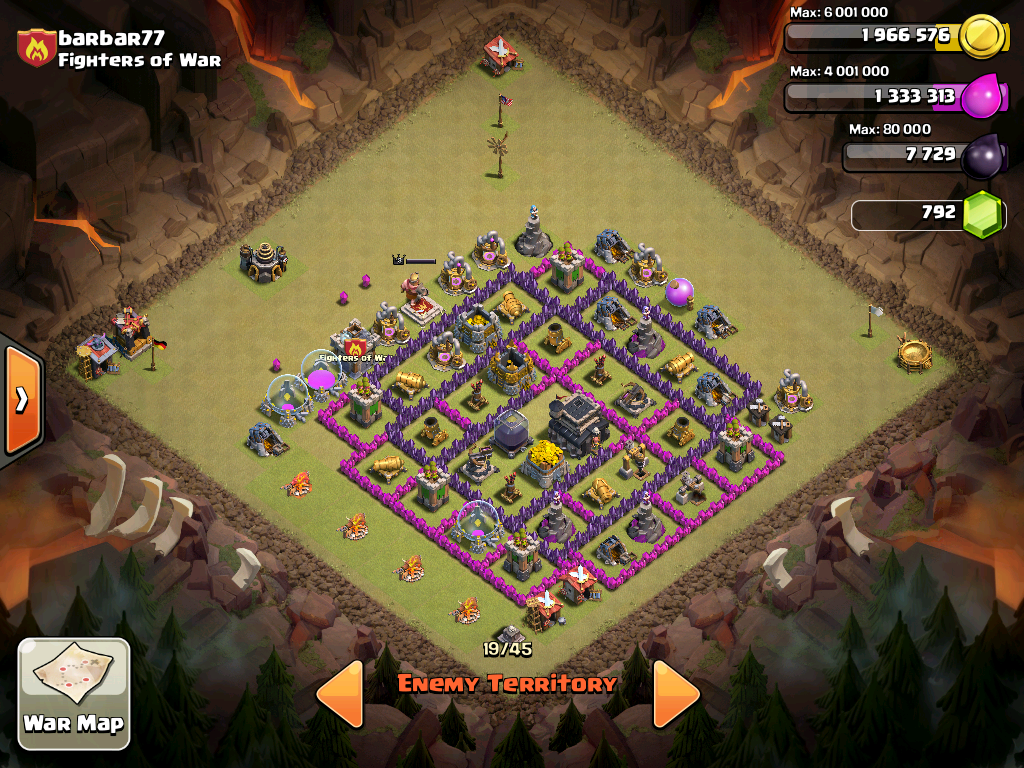 barbar77
Fighters of War
Max: 6 001 000
1 966 576
Max: 4 001 000
1 333 313
Max: 80 000
7 729
792
Fighters of Wa
19/45
Enemy Territory
War Map